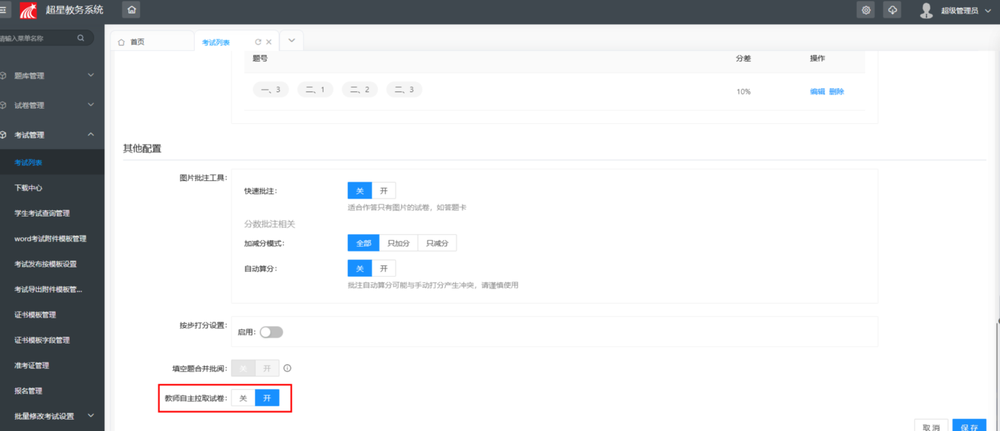 超星教务系统
超级管理员
请输入菜单名称
首页
考试列表
题库管理
试卷管理
考试管理
考试列表
下载中心
学生考试查询管理
word考试附件模板管理
考试发布按模板设置
考试导出附件模板管...
证书模板管理
证书模板字段管理
准考证管理
报名管理
批量修改考试设置
题号 分差 操作
一、3 二、1 二、2 二、3 10% 编辑 删除
其他配置
图片批注工具:
快速批注: 关 开
适合作答只有图片的试卷，如答题卡
分数批注相关
加减分模式: 全部 只加分 只减分
自动算分: 关 开
批注自动算分可能与手动打分产生冲突，请谨慎使用
按步打分设置:
启用:
填空题合并批阅: 关 开
教师自主拉取试卷: 关 开
取消 保存